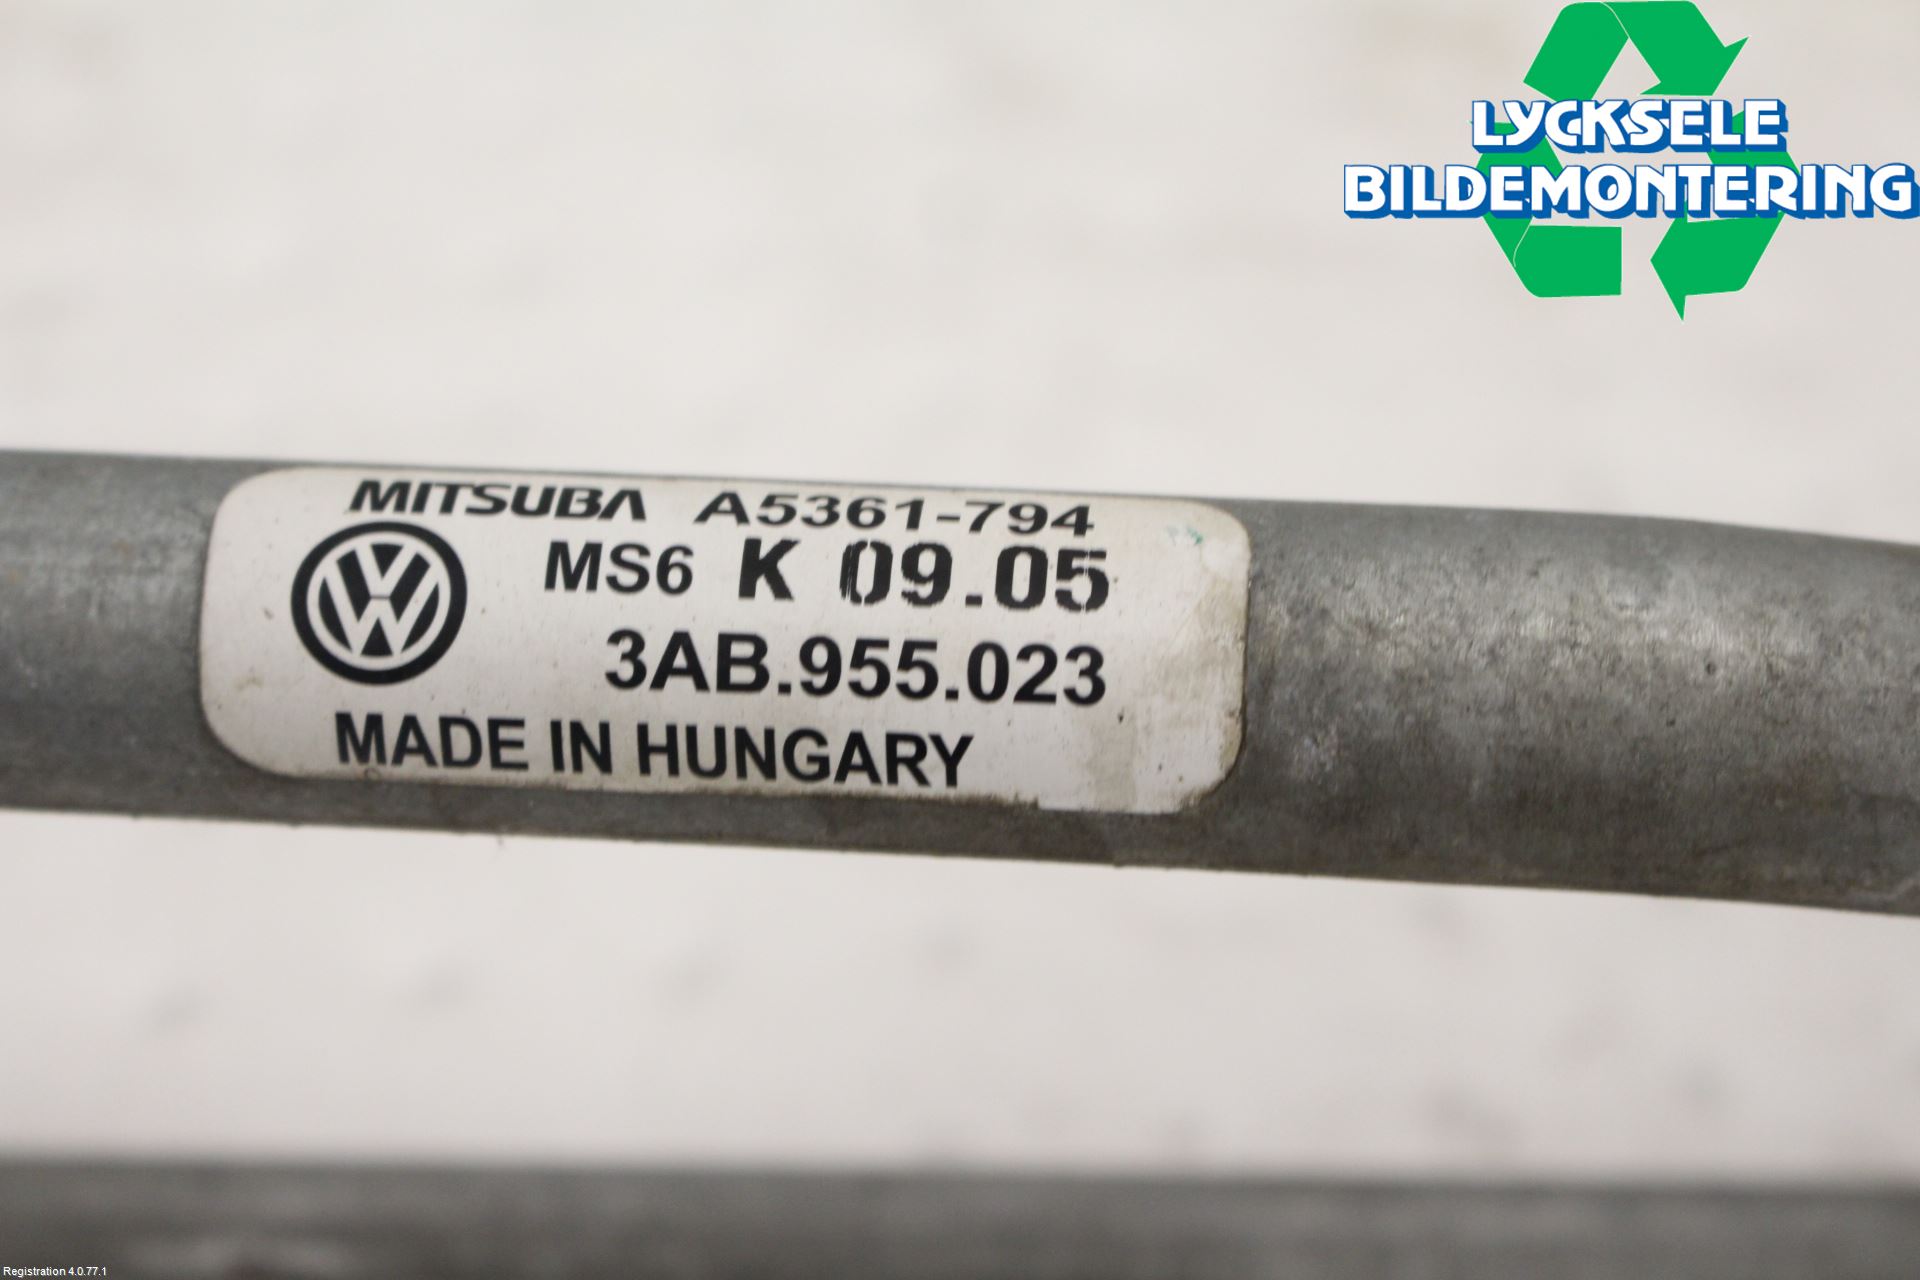 LYCKSELE
BILDEMONTERING
MITSUBA A5361-794
MS6 K 09.05
3AB.955.023
MADE IN HUNGARY
Registration 4.0.77.1